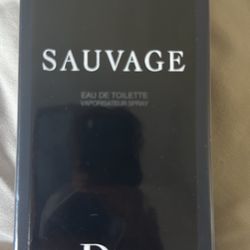 SAUVAGE
EAU DE TOILETTE
VAPORISATEUR SPRAY
D